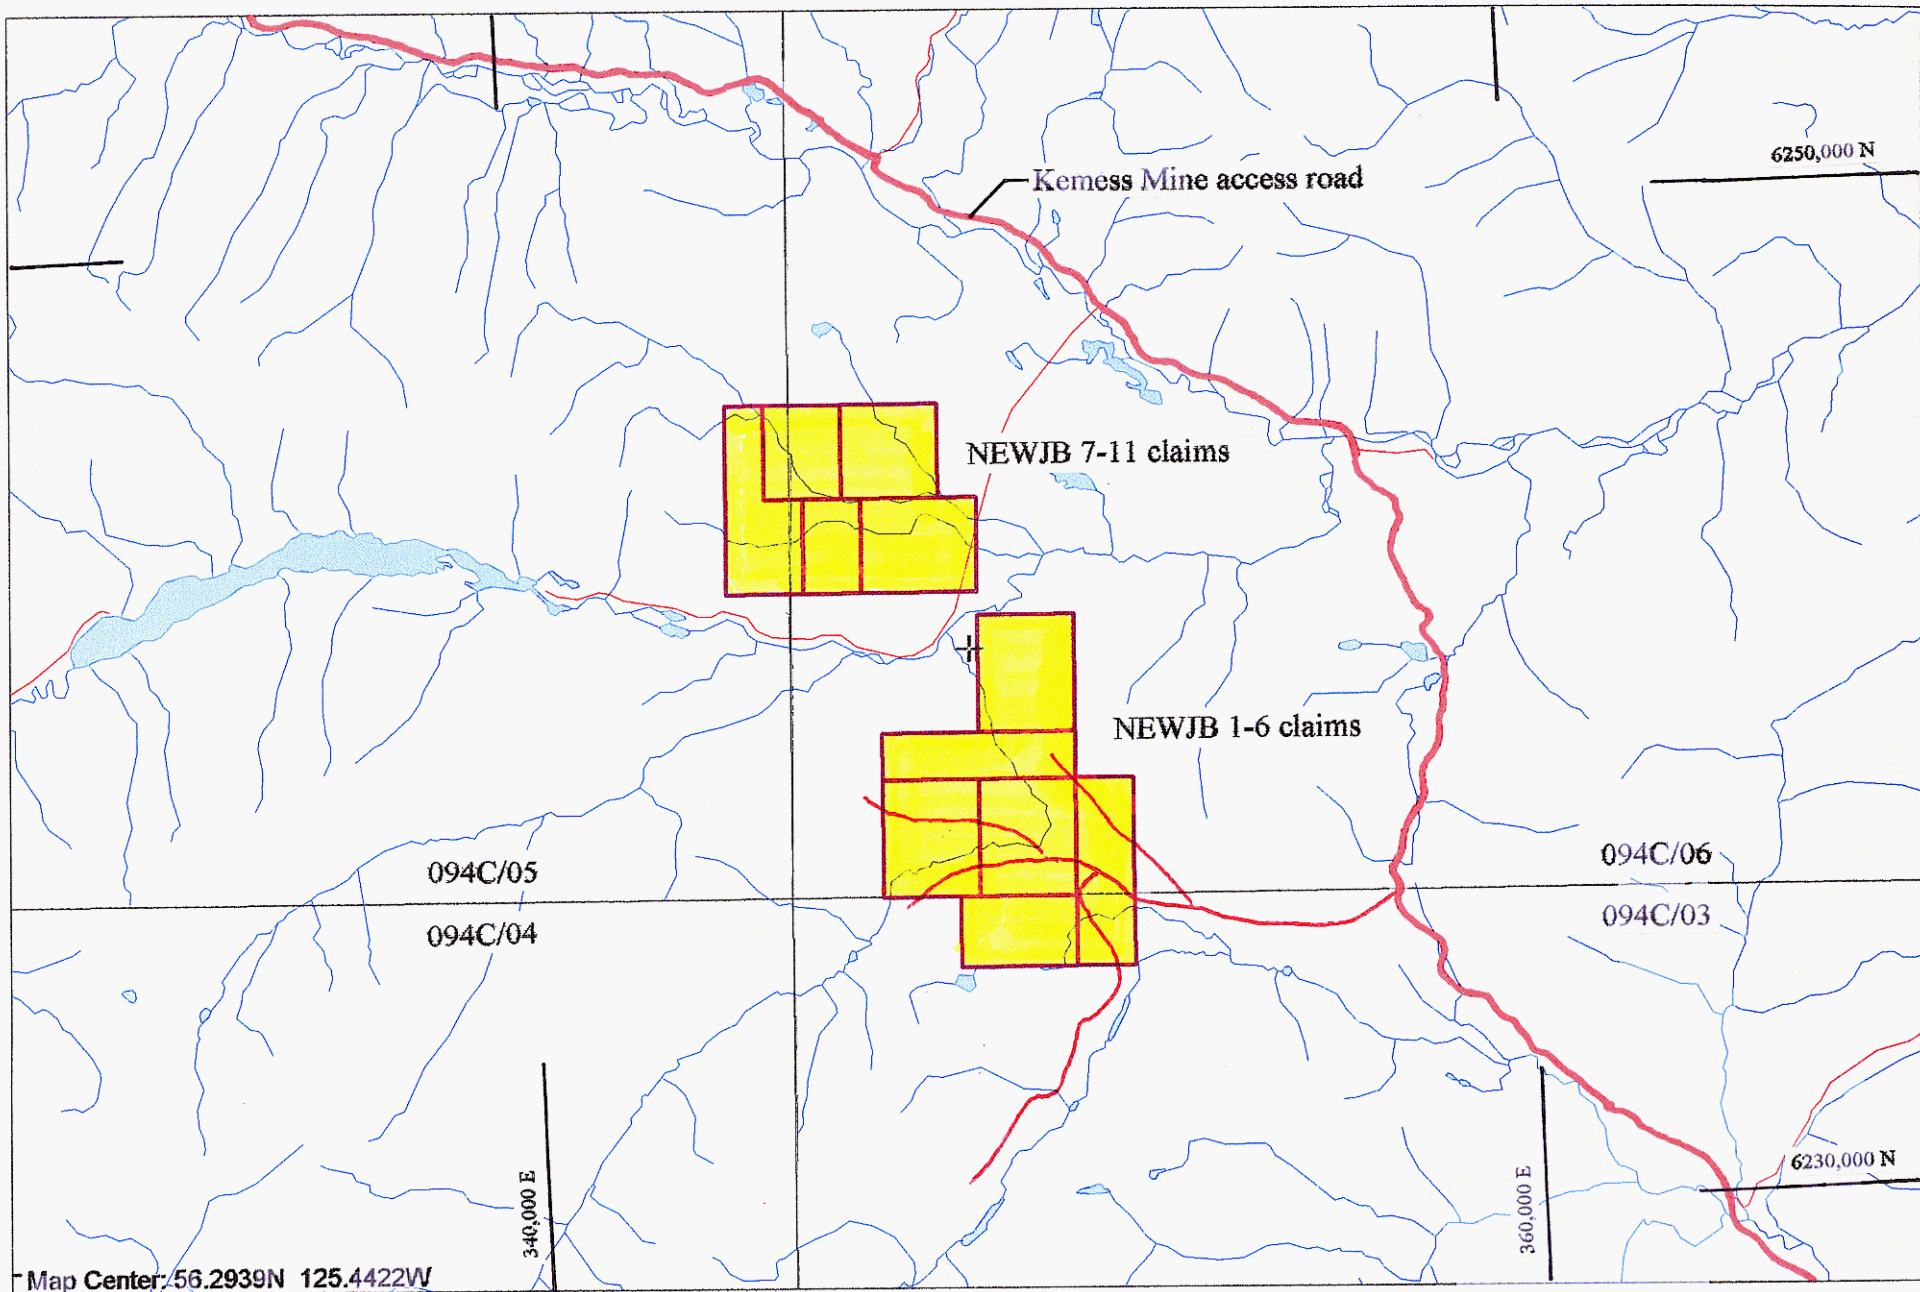 6250,000 N
Kemess Mine access road
NEWJB 7-11 claims
NEWJB 1-6 claims
094C/05
094C/06
094C/04
094C/03
340,000 E
360,000 E
6230,000 N
Map Center: 56.2939N 125.4422W